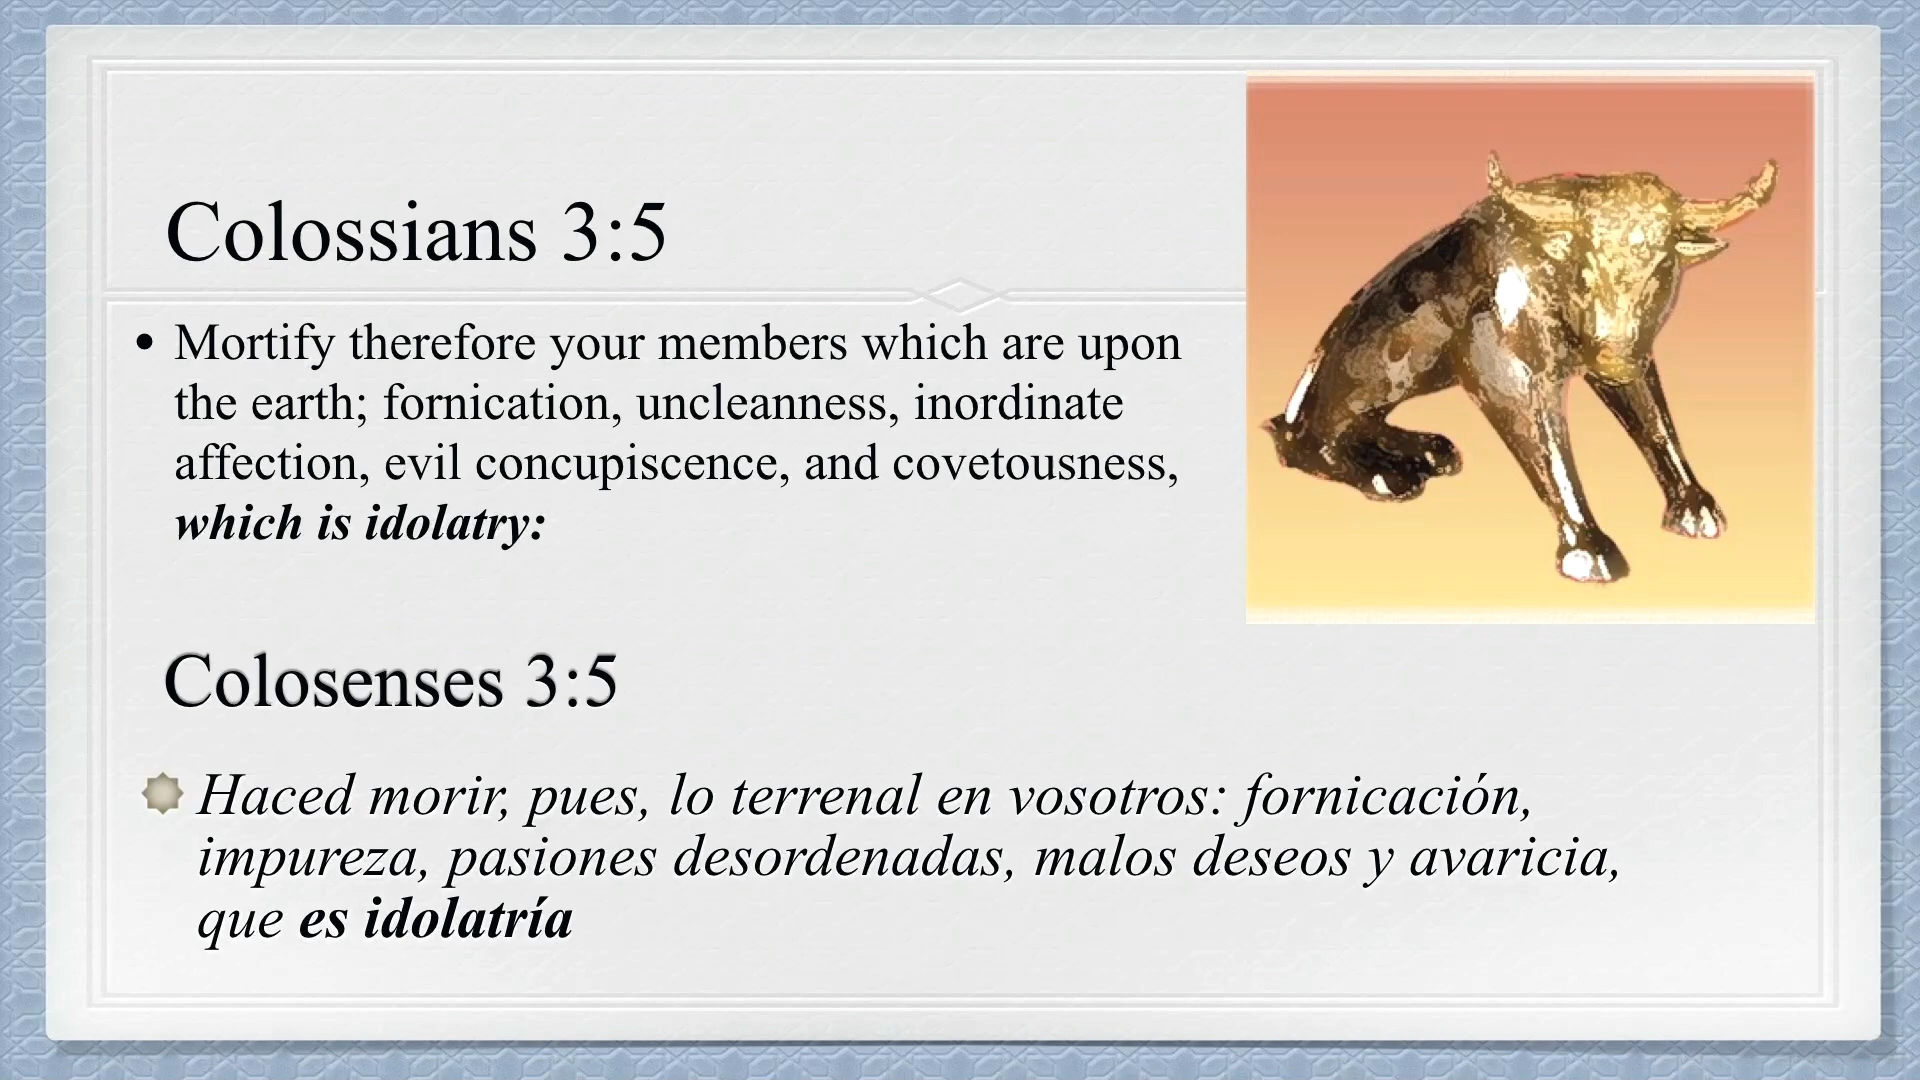 Colossians 3:5
• Mortify therefore your members which are upon
the earth; fornication, uncleanness, inordinate
affection, evil concupiscence, and covetousness,
which is idolatry:
Colosenses 3:5
Haced morir, pues, lo terrenal en vosotros: fornicación,
impureza, pasiones desordenadas, malos deseos y avaricia,
que es idolatría